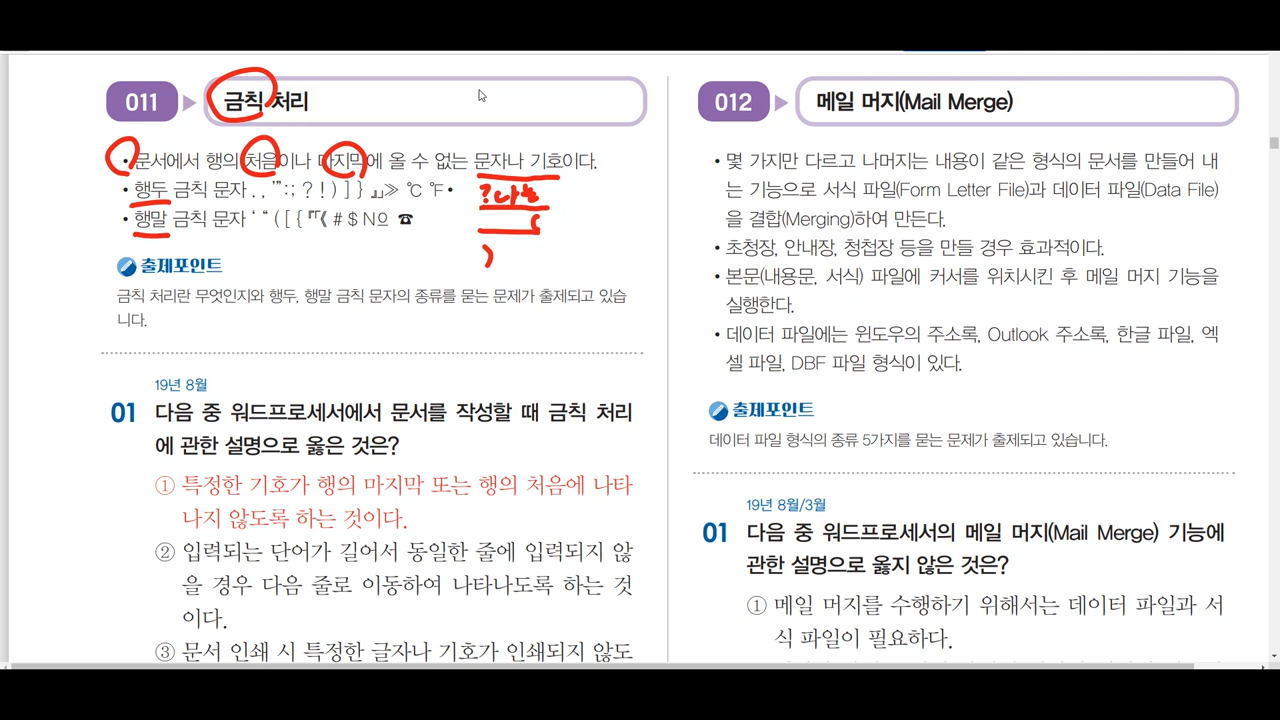 011 금칙 처리
• 문서에서 행의 처음이나 마지막에 올 수 없는 문자나 기호이다.
• 행두 금칙 문자 . , '" : ; ? ! ) ] } 』」≫ ℃ ℉ •
• 행말 금칙 문자 ' " ( [ { 『「《 # $ № ☎
?나는
(
)
출제포인트
금칙 처리란 무엇인지와 행두, 행말 금칙 문자의 종류를 묻는 문제가 출제되고 있습
니다.
19년 8월
01 다음 중 워드프로세서에서 문서를 작성할 때 금칙 처리
에 관한 설명으로 옳은 것은?
① 특정한 기호가 행의 마지막 또는 행의 처음에 나타
나지 않도록 하는 것이다.
② 입력되는 단어가 길어서 동일한 줄에 입력되지 않
을 경우 다음 줄로 이동하여 나타나도록 하는 것
이다.
③ 문서 인쇄 시 특정한 글자나 기호가 인쇄되지 않도
012 메일 머지(Mail Merge)
• 몇 가지만 다르고 나머지는 내용이 같은 형식의 문서를 만들어 내
는 기능으로 서식 파일(Form Letter File)과 데이터 파일(Data File)
을 결합(Merging)하여 만든다.
• 초청장, 안내장, 청첩장 등을 만들 경우 효과적이다.
• 본문(내용문, 서식) 파일에 커서를 위치시킨 후 메일 머지 기능을
실행한다.
• 데이터 파일에는 윈도우의 주소록, Outlook 주소록, 한글 파일, 엑
셀 파일, DBF 파일 형식이 있다.
출제포인트
데이터 파일 형식의 종류 5가지를 묻는 문제가 출제되고 있습니다.
19년 8월/3월
01 다음 중 워드프로세서의 메일 머지(Mail Merge) 기능에
관한 설명으로 옳지 않은 것은?
① 메일 머지를 수행하기 위해서는 데이터 파일과 서
식 파일이 필요하다.